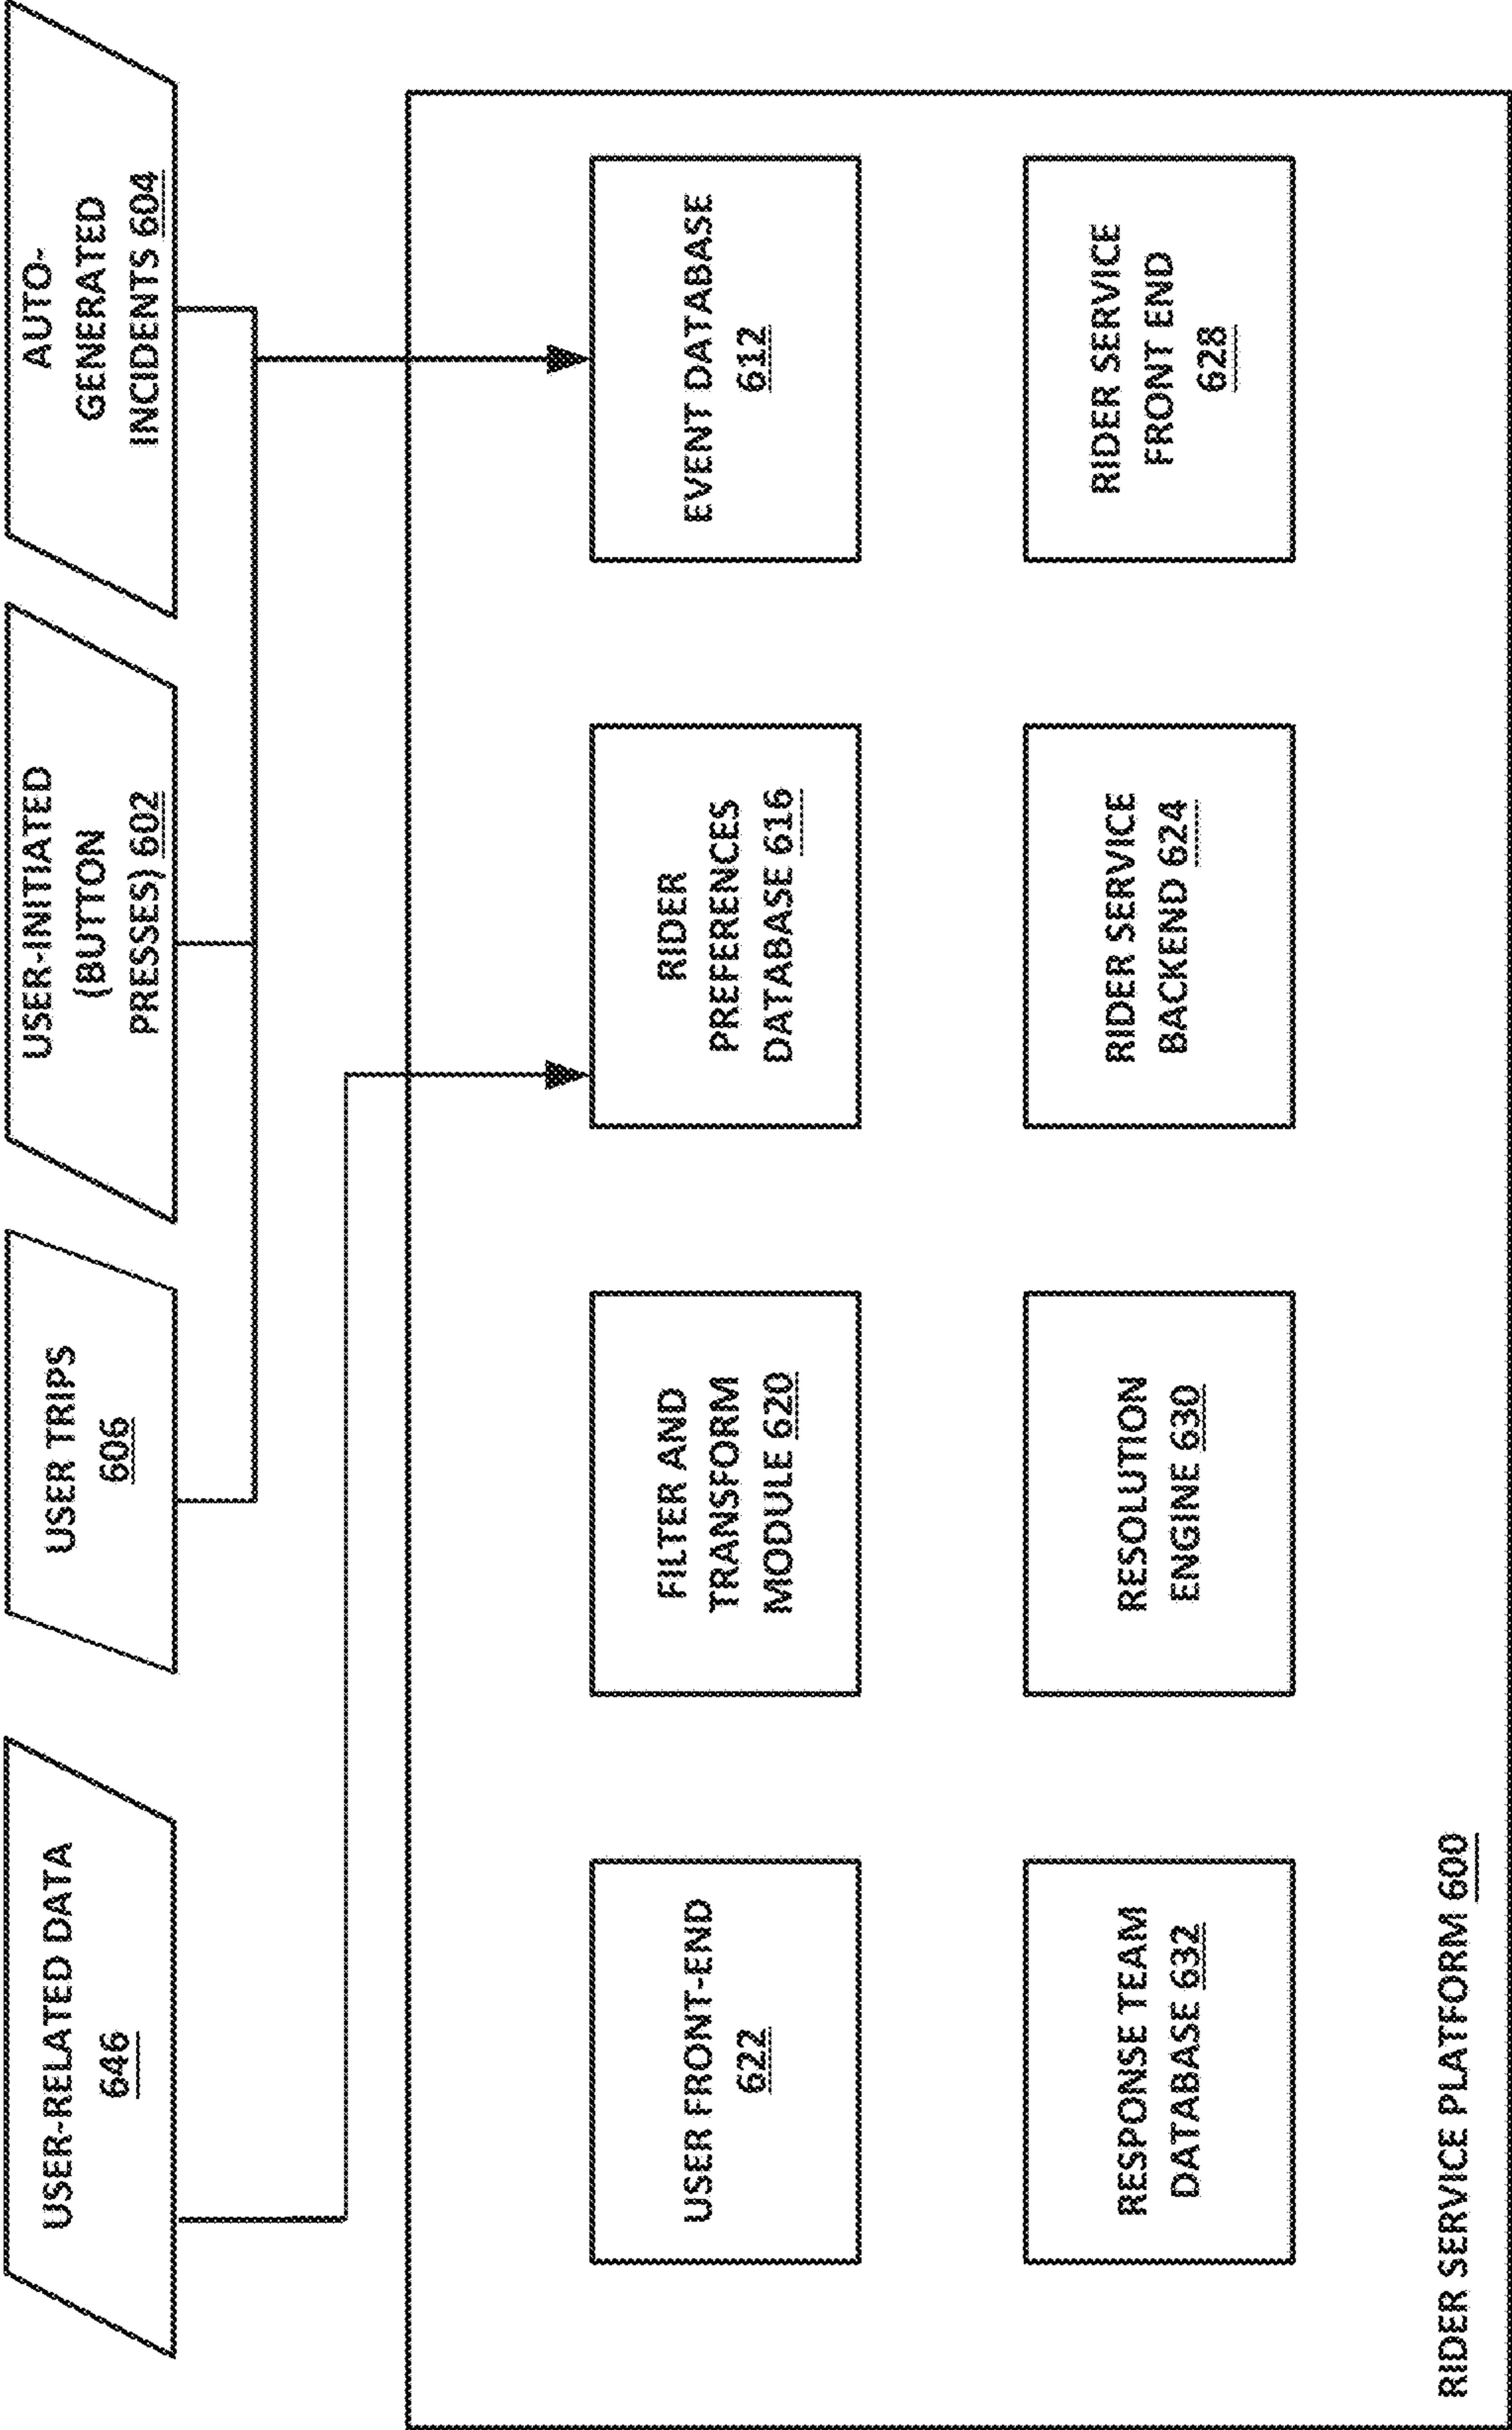 USER-RELATED DATA
646
USER TRIPS
606
USER-INITIATED
(BUTTON
PRESSES) 602
AUTO-
GENERATED
INCIDENTS 604
USER FRONT-END
622
FILTER AND
TRANSFORM
MODULE 620
RIDER
PREFERENCES
DATABASE 616
EVENT DATABASE
612
RESPONSE TEAM
DATABASE 632
RESOLUTION
ENGINE 630
RIDER SERVICE
BACKEND 624
RIDER SERVICE
FRONT END
628
RIDER SERVICE PLATFORM 600